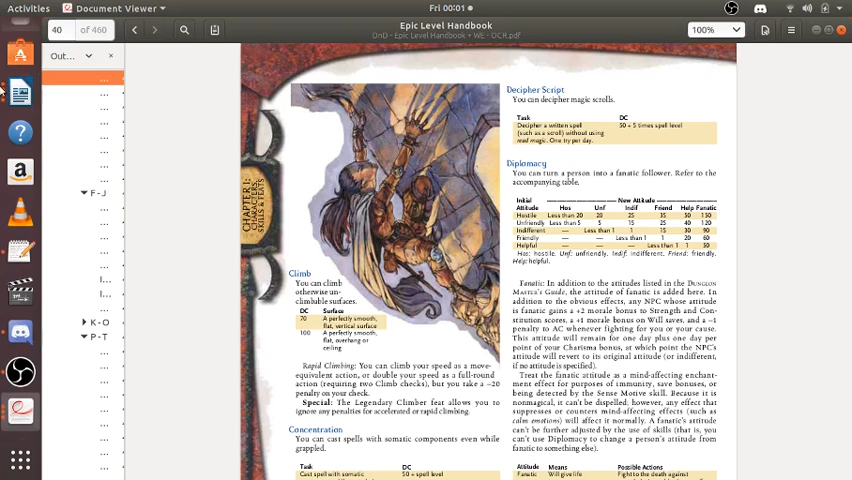 Activities
Document Viewer
Fri 00:01
40
of 460
Epic Level Handbook
DnD - Epic Level Handbook + WE - OCR.pdf
100%
Out...
F-J
K-O
P-T
CHAPTER 1:
CHARACTERS,
SKILLS & FEATS
Climb
You can climb
otherwise un-
climbable surfaces.
DC Surface
70 A perfectly smooth,
flat, vertical surface
100 A perfectly smooth,
flat, overhang or
ceiling
Rapid Climbing: You can climb your speed as a move-
equivalent action, or double your speed as a full-round
action (requiring two Climb checks), but you take a –20
penalty on your check.
Special: The Legendary Climber feat allows you to
ignore any penalties for accelerated or rapid climbing.
Concentration
You can cast spells with somatic components even while
grappled.
Task DC
Cast spell with somatic 50 + spell level
Decipher Script
You can decipher magic scrolls.
Task DC
Decipher a written spell 50 + 5 times spell level
(such as a scroll) without using
read magic. One try per day.
Diplomacy
You can turn a person into a fanatic follower. Refer to the
accompanying table.
Initial New Attitude
Attitude Hos Unf Indif Friend Help Fanatic
Hostile Less than 20 20 25 35 50 150
Unfriendly Less than 5 5 15 25 40 120
Indifferent — Less than 1 1 15 30 90
Friendly — — Less than 1 1 20 60
Helpful — — — Less than 1 1 50
Hos: hostile. Unf: unfriendly. Indif: indifferent. Friend: friendly.
Help: helpful.
Fanatic: In addition to the attitudes listed in the DUNGEON
MASTER's Guide, the attitude of fanatic is added here. In
addition to the obvious effects, any NPC whose attitude
is fanatic gains a +2 morale bonus to Strength and Con-
stitution scores, a +1 morale bonus on Will saves, and a –1
penalty to AC whenever fighting for you or your cause.
This attitude will remain for one day plus one day per
point of your Charisma bonus, at which point the NPC's
attitude will revert to its original attitude (or indifferent,
if no attitude is specified).
Treat the fanatic attitude as a mind-affecting enchant-
ment effect for purposes of immunity, save bonuses, or
being detected by the Sense Motive skill. Because it is
nonmagical, it can't be dispelled; however, any effect that
suppresses or counters mind-affecting effects (such as
calm emotions) will affect it normally. A fanatic's attitude
can't be further adjusted by the use of skills (that is, you
can't use Diplomacy to change a person's attitude from
fanatic to something else).
Attitude Means Possible Actions
Fanatic Will give life Fight to the death against